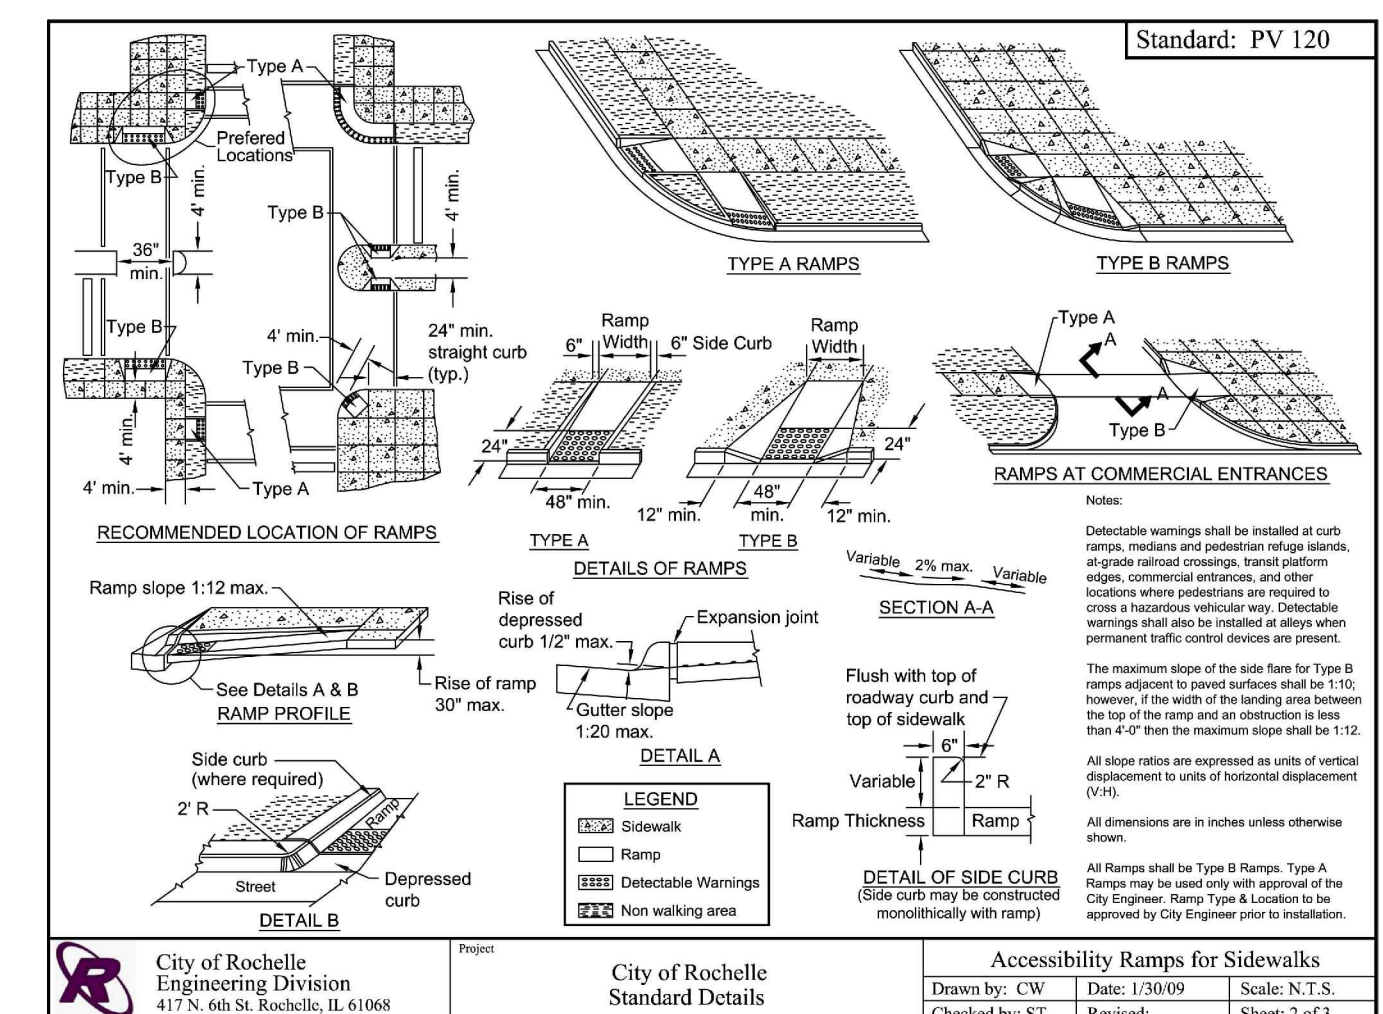 Standard: PV 120
Type A
Prefered
Locations
Type B
4' min.
36"
min.
Type B
4' min.
Type B
4' min.
24" min.
straight curb
(typ.)
4' min.
Type B
4' min.
4' min.
Type A
RECOMMENDED LOCATION OF RAMPS
TYPE A RAMPS
TYPE B RAMPS
Ramp
Width
6"
6" Side Curb
24"
48" min.
TYPE A
Ramp
Width
24"
12" min.
48"
min.
12" min.
TYPE B
DETAILS OF RAMPS
Type A
A
A
Type B
RAMPS AT COMMERCIAL ENTRANCES
Variable
2% max.
Variable
SECTION A-A
Ramp slope 1:12 max.
See Details A & B
RAMP PROFILE
Rise of ramp
30" max.
Rise of
depressed
curb 1/2" max.
Expansion joint
Gutter slope
1:20 max.
DETAIL A
Side curb
(where required)
2' R
Ramp
Street
Depressed
curb
DETAIL B
LEGEND
Sidewalk
Ramp
Detectable Warnings
Non walking area
Flush with top of
roadway curb and
top of sidewalk
6"
Variable
2" R
Ramp Thickness
Ramp
DETAIL OF SIDE CURB
(Side curb may be constructed
monolithically with ramp)
Notes:
Detectable warnings shall be installed at curb
ramps, medians and pedestrian refuge islands,
at-grade railroad crossings, transit platform
edges, commercial entrances, and other
locations where pedestrians are required to
cross a hazardous vehicular way. Detectable
warnings shall also be installed at alleys when
permanent traffic control devices are present.
The maximum slope of the side flare for Type B
ramps adjacent to paved surfaces shall be 1:10;
however, if the width of the landing area between
the top of the ramp and an obstruction is less
than 4'-0" then the maximum slope shall be 1:12.
All slope ratios are expressed as units of vertical
displacement to units of horizontal displacement
(V:H).
All dimensions are in inches unless otherwise
shown.
All Ramps shall be Type B Ramps. Type A
Ramps may be used only with approval of the
City Engineer. Ramp Type & Location to be
approved by City Engineer prior to installation.
R
City of Rochelle
Engineering Division
417 N. 6th St. Rochelle, IL 61068
Project
City of Rochelle
Standard Details
Accessibility Ramps for Sidewalks
Drawn by: CW
Date: 1/30/09
Scale: N.T.S.
Checked by: ST
Revised:
Sheet: 2 of 3